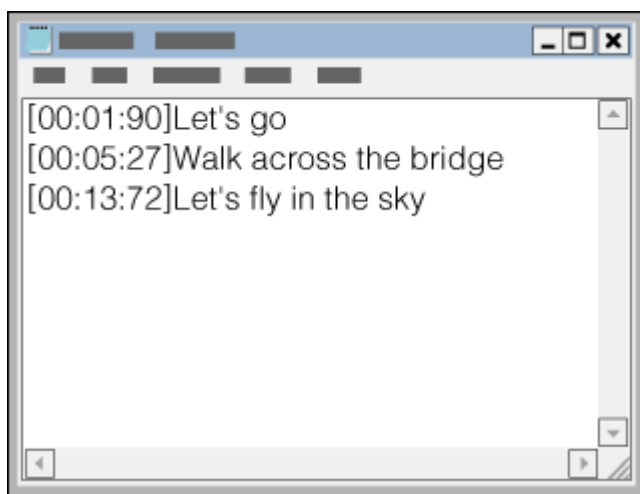 [00:01:90]Let's go
[00:05:27]Walk across the bridge
[00:13:72]Let's fly in the sky